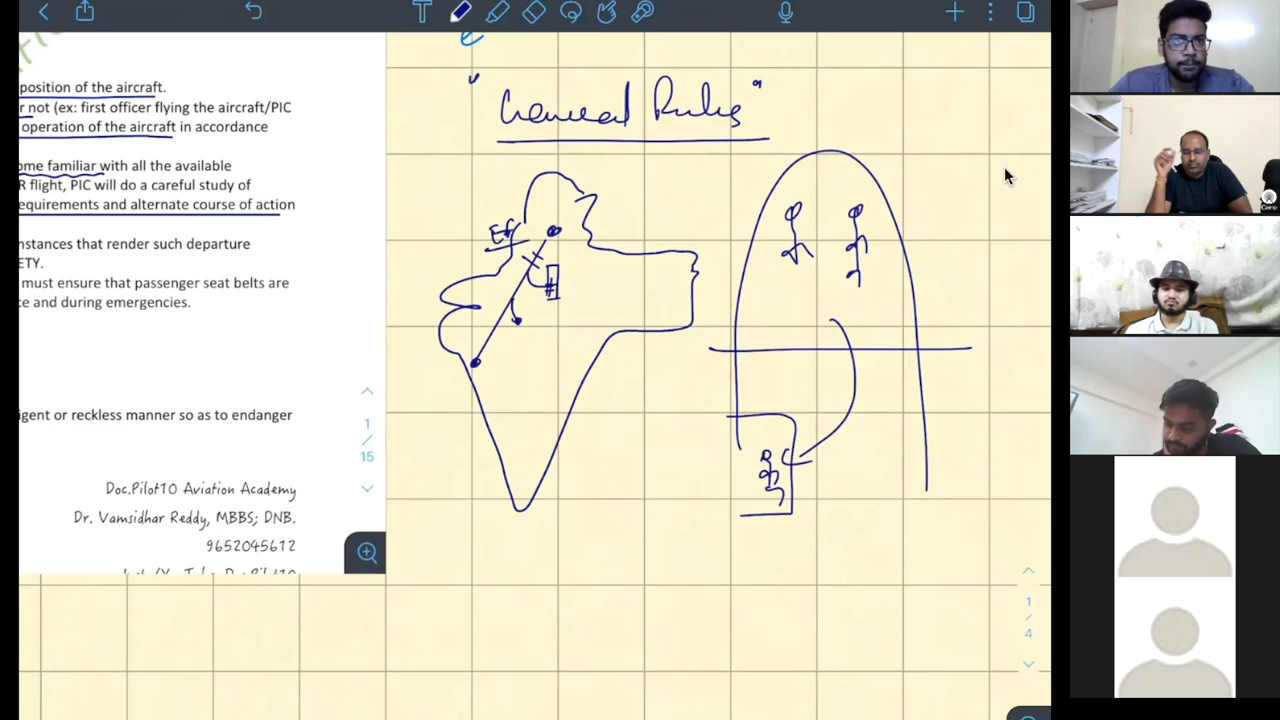 position of the aircraft.
r not (ex: first officer flying the aircraft/PIC
operation of the aircraft in accordance
ome familiar with all the available
R flight, PIC will do a careful study of
equirements and alternate course of action
nstances that render such departure
ETY.
must ensure that passenger seat belts are
ce and during emergencies.
igent or reckless manner so as to endanger
1
/
15
Doc.Pilot10 Aviation Academy
Dr. Vamsidhar Reddy, MBBS; DNB.
9652045612
"General Rules"
1
/
4